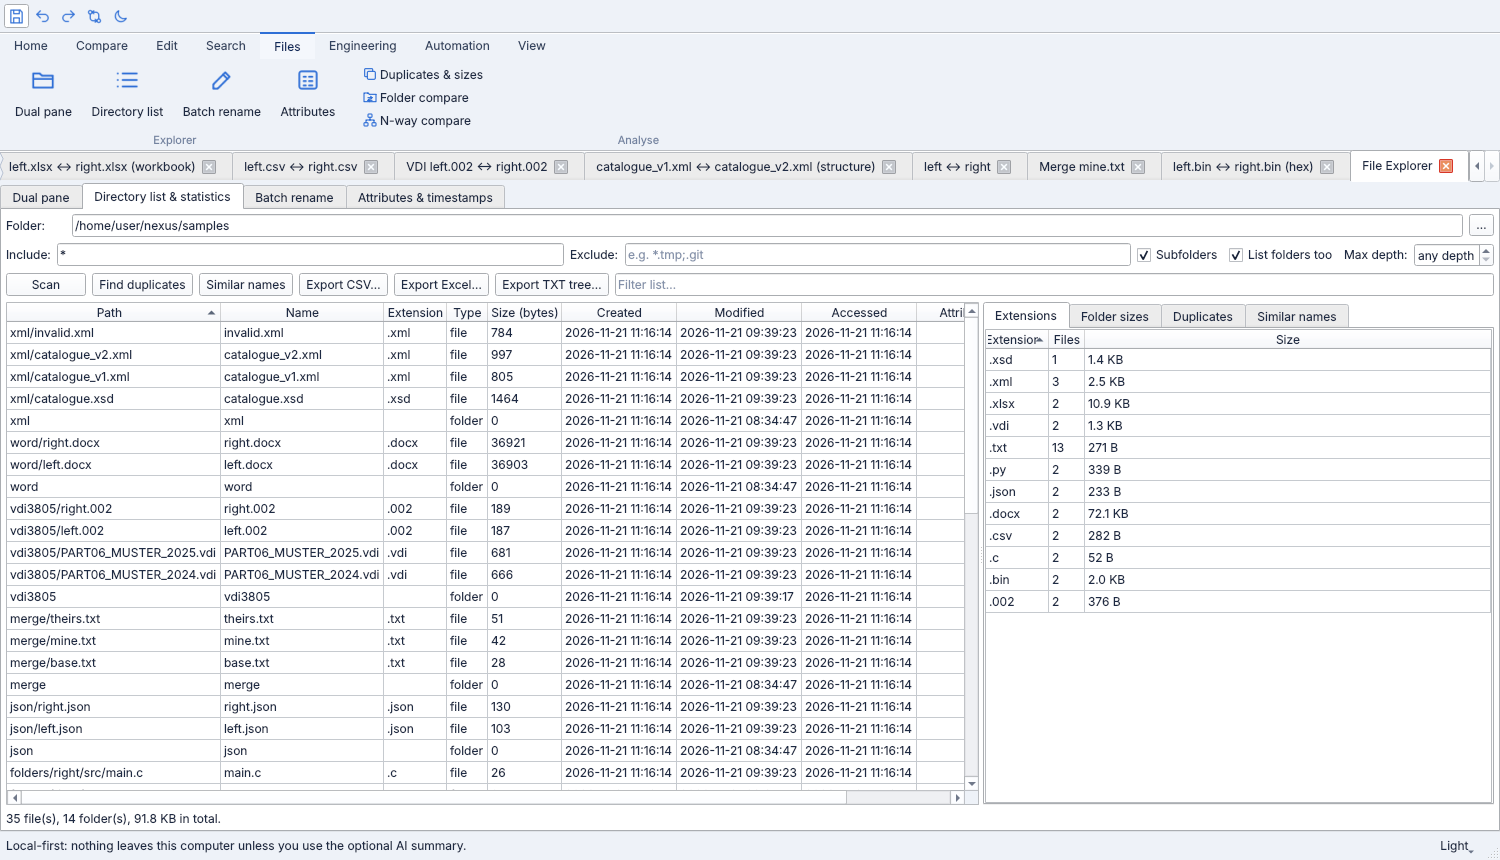 Home Compare Edit Search Files Engineering Automation View
Dual pane Directory list Batch rename Attributes
Duplicates & sizes
Folder compare
N-way compare
Explorer Analyse
left.xlsx ↔ right.xlsx (workbook) left.csv ↔ right.csv VDI left.002 ↔ right.002 catalogue_v1.xml ↔ catalogue_v2.xml (structure) left ↔ right Merge mine.txt left.bin ↔ right.bin (hex) File Explorer
Dual pane Directory list & statistics Batch rename Attributes & timestamps
Folder: /home/user/nexus/samples ...
Include: * Exclude: e.g. *.tmp;.git Subfolders List folders too Max depth: any depth
Scan Find duplicates Similar names Export CSV... Export Excel... Export TXT tree... Filter list...
Path Name Extension Type Size (bytes) Created Modified Accessed Attri
xml/invalid.xml invalid.xml .xml file 784 2026-11-21 11:16:14 2026-11-21 09:39:23 2026-11-21 11:16:14
xml/catalogue_v2.xml catalogue_v2.xml .xml file 997 2026-11-21 11:16:14 2026-11-21 09:39:23 2026-11-21 11:16:14
xml/catalogue_v1.xml catalogue_v1.xml .xml file 805 2026-11-21 11:16:14 2026-11-21 09:39:23 2026-11-21 11:16:14
xml/catalogue.xsd catalogue.xsd .xsd file 1464 2026-11-21 11:16:14 2026-11-21 09:39:23 2026-11-21 11:16:14
xml xml folder 0 2026-11-21 11:16:14 2026-11-21 08:34:47 2026-11-21 11:16:14
word/right.docx right.docx .docx file 36921 2026-11-21 11:16:14 2026-11-21 09:39:23 2026-11-21 11:16:14
word/left.docx left.docx .docx file 36903 2026-11-21 11:16:14 2026-11-21 09:39:23 2026-11-21 11:16:14
word word folder 0 2026-11-21 11:16:14 2026-11-21 08:34:47 2026-11-21 11:16:14
vdi3805/right.002 right.002 .002 file 189 2026-11-21 11:16:14 2026-11-21 09:39:23 2026-11-21 11:16:14
vdi3805/left.002 left.002 .002 file 187 2026-11-21 11:16:14 2026-11-21 09:39:23 2026-11-21 11:16:14
vdi3805/PART06_MUSTER_2025.vdi PART06_MUSTER_2025.vdi .vdi file 681 2026-11-21 11:16:14 2026-11-21 09:39:23 2026-11-21 11:16:14
vdi3805/PART06_MUSTER_2024.vdi PART06_MUSTER_2024.vdi .vdi file 666 2026-11-21 11:16:14 2026-11-21 09:39:23 2026-11-21 11:16:14
vdi3805 vdi3805 folder 0 2026-11-21 11:16:14 2026-11-21 09:39:17 2026-11-21 11:16:14
merge/theirs.txt theirs.txt .txt file 51 2026-11-21 11:16:14 2026-11-21 09:39:23 2026-11-21 11:16:14
merge/mine.txt mine.txt .txt file 42 2026-11-21 11:16:14 2026-11-21 09:39:23 2026-11-21 11:16:14
merge/base.txt base.txt .txt file 28 2026-11-21 11:16:14 2026-11-21 09:39:23 2026-11-21 11:16:14
merge merge folder 0 2026-11-21 11:16:14 2026-11-21 08:34:47 2026-11-21 11:16:14
json/right.json right.json .json file 130 2026-11-21 11:16:14 2026-11-21 09:39:23 2026-11-21 11:16:14
json/left.json left.json .json file 103 2026-11-21 11:16:14 2026-11-21 09:39:23 2026-11-21 11:16:14
json json folder 0 2026-11-21 11:16:14 2026-11-21 08:34:47 2026-11-21 11:16:14
folders/right/src/main.c main.c .c file 26 2026-11-21 11:16:14 2026-11-21 09:39:23 2026-11-21 11:16:14
Extensions Folder sizes Duplicates Similar names
Extension Files Size
.xsd 1 1.4 KB
.xml 3 2.5 KB
.xlsx 2 10.9 KB
.vdi 2 1.3 KB
.txt 13 271 B
.py 2 339 B
.json 2 233 B
.docx 2 72.1 KB
.csv 2 282 B
.c 2 52 B
.bin 2 2.0 KB
.002 2 376 B
35 file(s), 14 folder(s), 91.8 KB in total.
Local-first: nothing leaves this computer unless you use the optional AI summary. Light